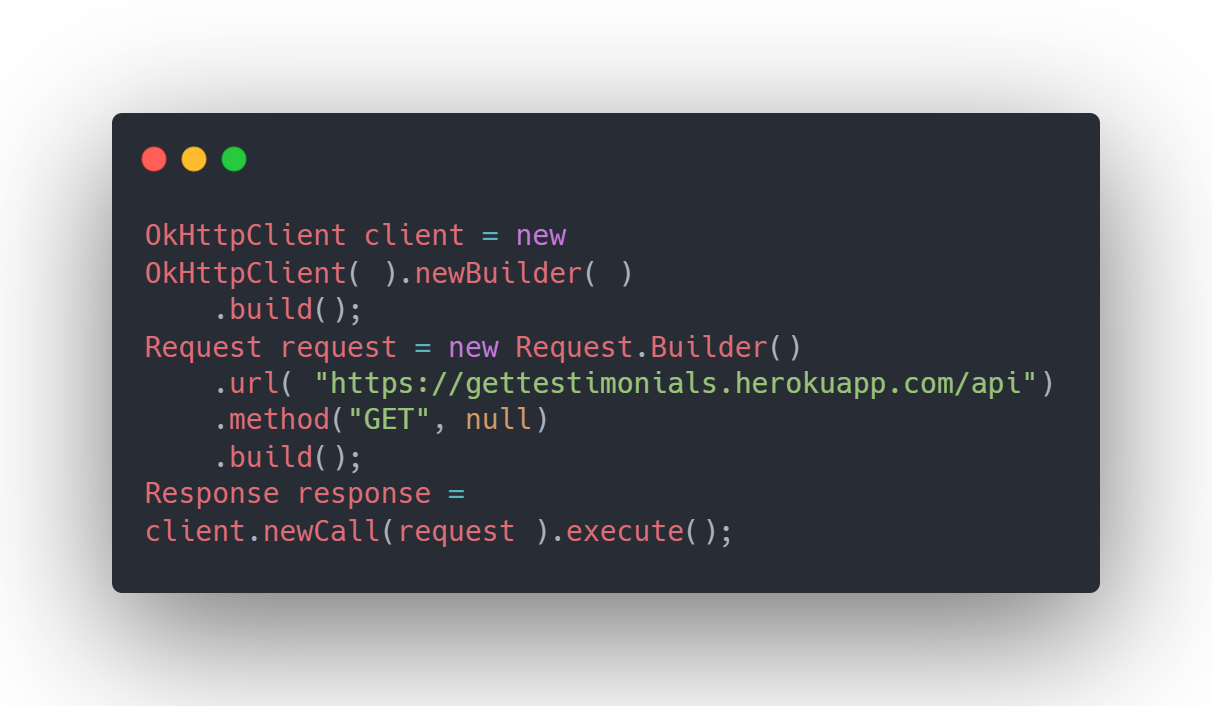 OkHttpClient client = new
OkHttpClient( ).newBuilder( )
    .build();
Request request = new Request.Builder()
    .url( "https://gettestimonials.herokuapp.com/api")
    .method("GET", null)
    .build();
Response response =
client.newCall(request ).execute();